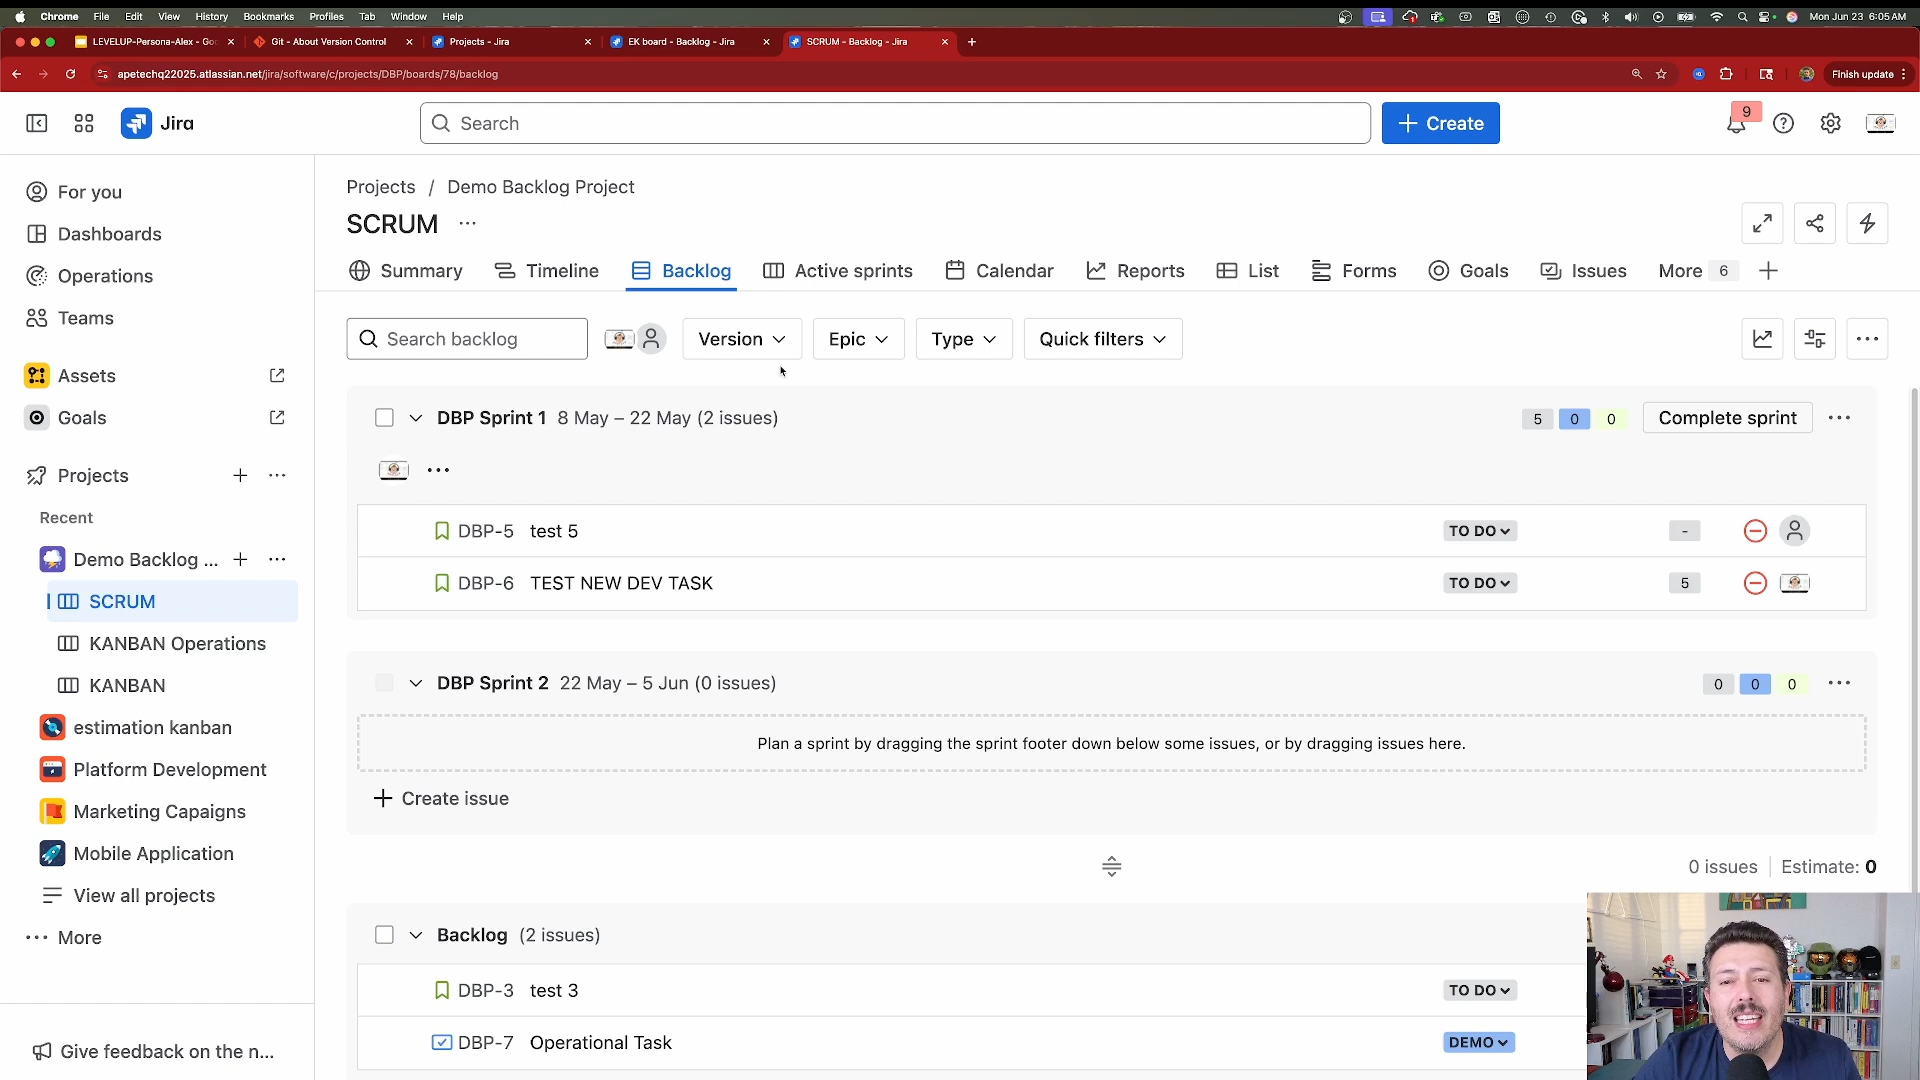 Chrome File Edit View History Bookmarks Profiles Tab Window Help Mon Jun 23 6:05 AM
LEVELUP-Persona-Alex - Goo Git - About Version Control Projects - Jira EK board - Backlog - Jira SCRUM - Backlog - Jira
apetechq22025.atlassian.net/jira/software/c/projects/DBP/boards/78/backlog Finish update
Jira Search Create 9
For you
Dashboards
Operations
Teams
Assets
Goals
Projects
Recent
Demo Backlog ...
SCRUM
KANBAN Operations
KANBAN
estimation kanban
Platform Development
Marketing Capaigns
Mobile Application
View all projects
More
Give feedback on the n...
Projects / Demo Backlog Project
SCRUM
Summary Timeline Backlog Active sprints Calendar Reports List Forms Goals Issues More 6
Search backlog Version Epic Type Quick filters
DBP Sprint 1 8 May – 22 May (2 issues) 5 0 0 Complete sprint
DBP-5 test 5 TO DO -
DBP-6 TEST NEW DEV TASK TO DO 5
DBP Sprint 2 22 May – 5 Jun (0 issues) 0 0 0
Plan a sprint by dragging the sprint footer down below some issues, or by dragging issues here.
Create issue
0 issues Estimate: 0
Backlog (2 issues)
DBP-3 test 3 TO DO
DBP-7 Operational Task DEMO